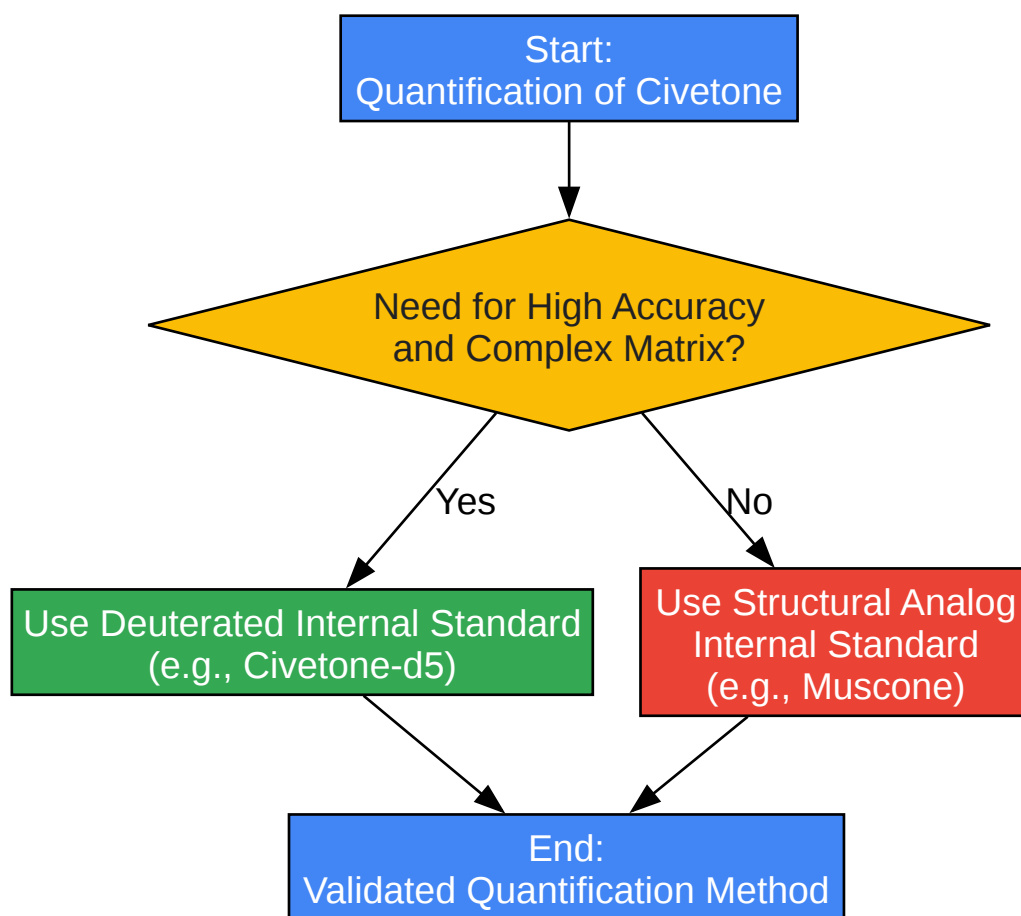 Start:
Quantification of Civetone
Need for High Accuracy
and Complex Matrix?
Yes
No
Use Deuterated Internal Standard
(e.g., Civetone-d5)
Use Structural Analog
Internal Standard
(e.g., Muscone)
End:
Validated Quantification Method